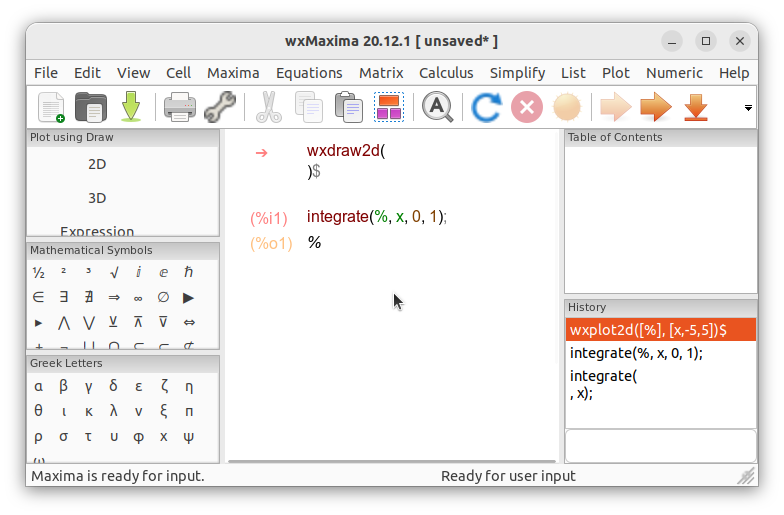 wxMaxima 20.12.1 [ unsaved* ]
File Edit View Cell Maxima Equations Matrix Calculus Simplify List Plot Numeric Help
Plot using Draw
2D
3D
Expression
Mathematical Symbols
½ ² ³ √ ⅈ ⅇ ℏ
∈ ∃ ∄ ⇒ ∞ ∅ ▶
▸ ⋀ ⋁ ⊻ ⊼ ⊽ ⇔
Greek Letters
α β γ δ ε ζ η
θ ι κ λ ν ξ π
ρ σ τ υ φ χ ψ
ω
➔ wxdraw2d(
)$
(%i1) integrate(%, x, 0, 1);
(%o1) %
Table of Contents
History
wxplot2d([%], [x,-5,5])$
integrate(%, x, 0, 1);
integrate(
, x);
Maxima is ready for input. Ready for user input